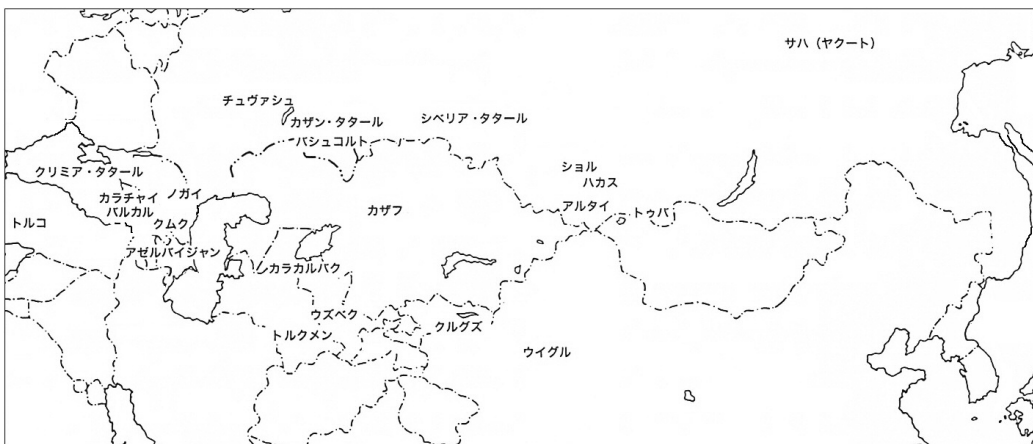 サハ（ヤクート）
チュヴァシュ
カザン・タタール
シベリア・タタール
バシュコルト
クリミア・タタール
ショル
ハカス
カラチャイ
バルカル
ノガイ
カザフ
アルタイ
トゥバ
トルコ
クムク
アゼルバイジャン
カラカルパク
ウズベク
トルクメン
クルグズ
ウイグル